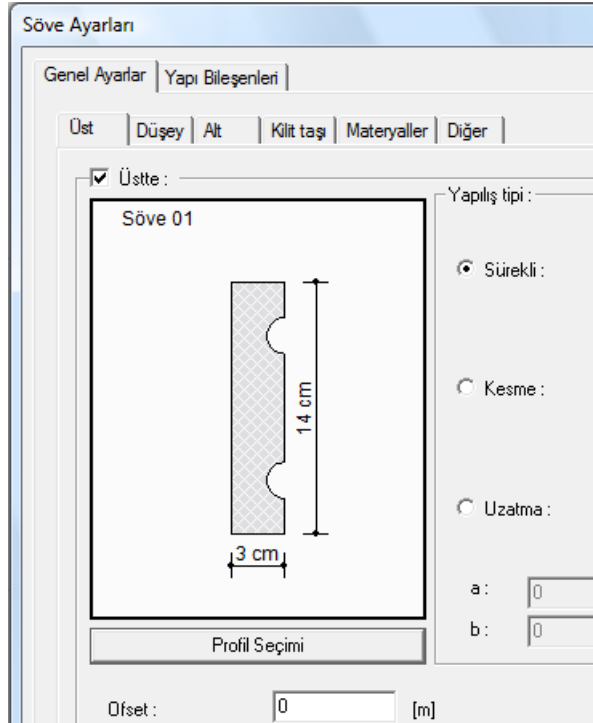 Söve Ayarları
Genel Ayarlar Yapı Bileşenleri
Üst Düşey Alt Kilit taşı Materyaller Diğer
Üstte :
Söve 01
14 cm
3 cm
Profil Seçimi
Yapılış tipi :
Sürekli :
Kesme :
Uzatma :
a : 0
b : 0
Ofset : 0 [m]